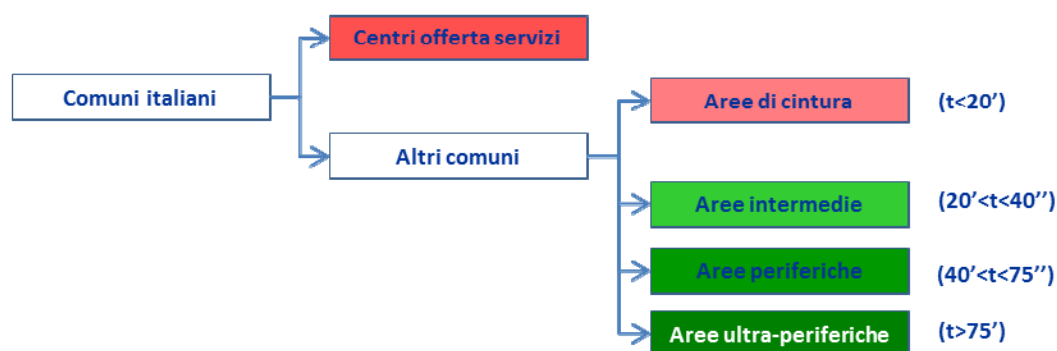 Centri offerta servizi
Comuni italiani
Aree di cintura (t<20’)
Altri comuni
Aree intermedie (20’<t<40’’)
Aree periferiche (40’<t<75’’)
Aree ultra-periferiche (t>75’)